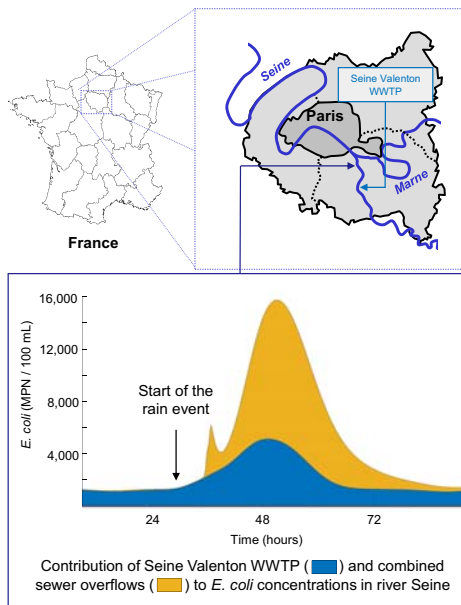 Seine
Seine Valenton
WWTP
Paris
Marne
France
16,000
12,000
8,000
4,000
E. coli (MPN / 100 mL)
Start of the
rain event
24
48
72
Time (hours)
Contribution of Seine Valenton WWTP ( ) and combined
sewer overflows ( ) to E. coli concentrations in river Seine